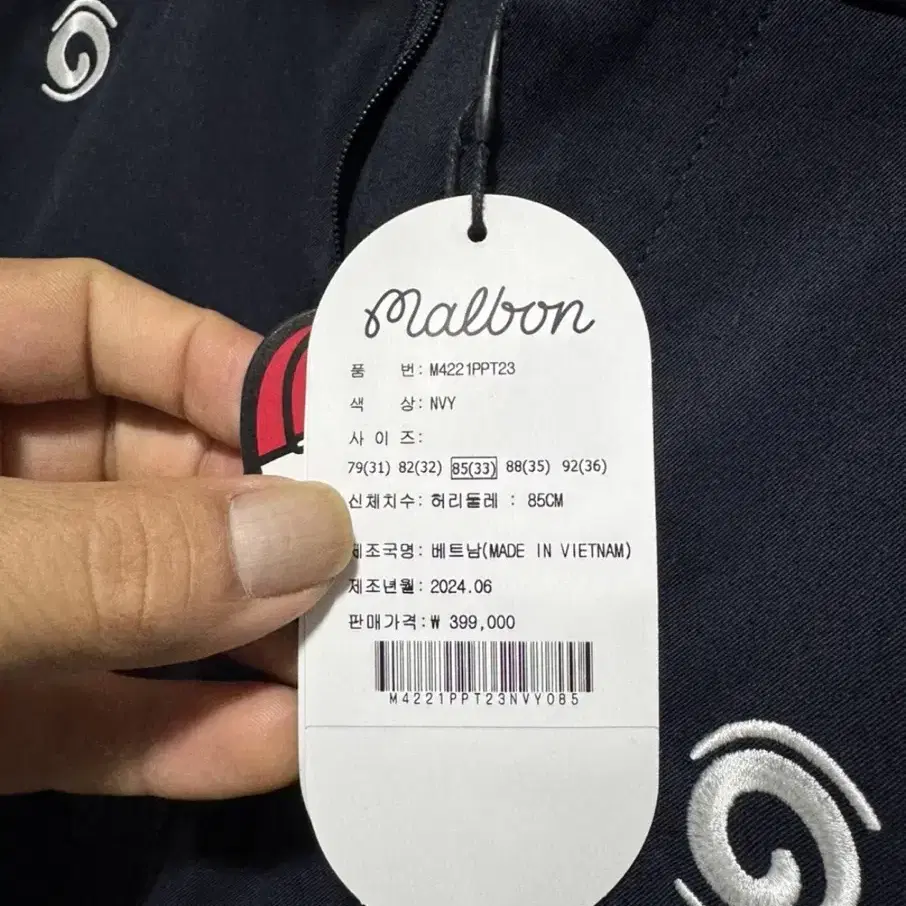 malbon
품 번: M4221PPT23
색 상: NVY
사 이 즈:
79(31) 82(32) 85(33) 88(35) 92(36)
신체치수: 허리둘레 : 85CM
제조국명: 베트남(MADE IN VIETNAM)
제조년월: 2024.06
판매가격:₩ 399,000
M4221PPT23NVY085